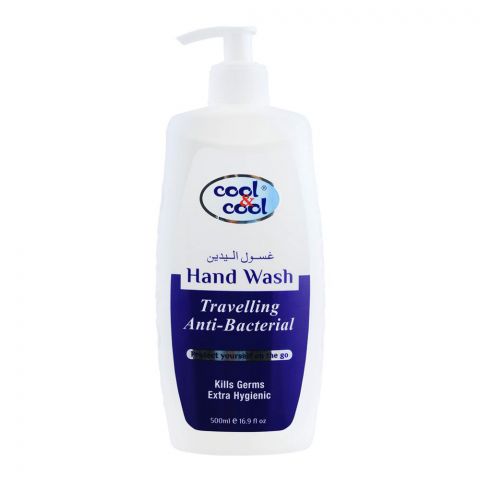 cool®
&
cool
غسول اليدين
Hand Wash
Travelling
Anti-Bacterial
Protect yourself on the go
Kills Germs
Extra Hygienic
500ml e 16.9 fl oz